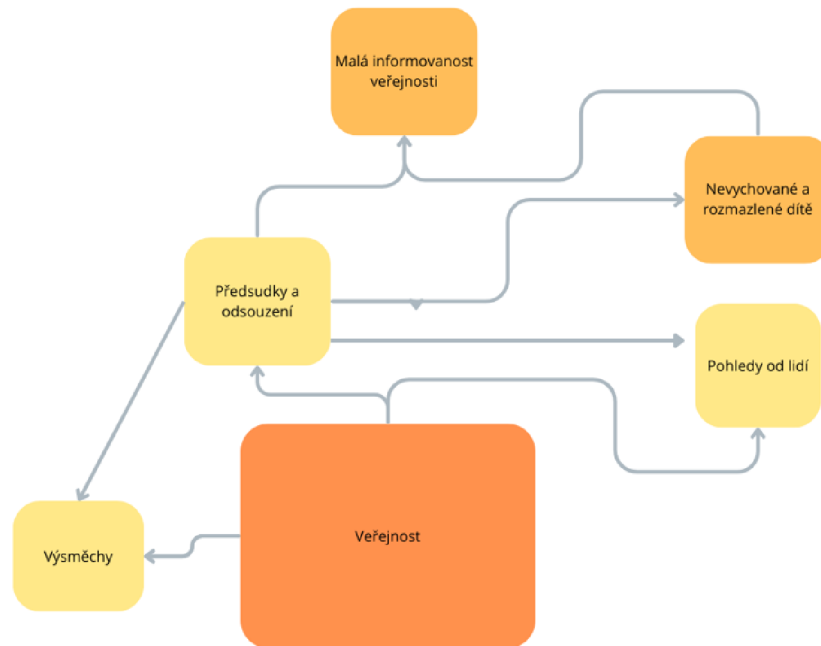 Malá informovanost
veřejnosti
Nevychované a
rozmazlené dítě
Předsudky a
odsouzení
Pohledy od lidí
Veřejnost
Výsměchy